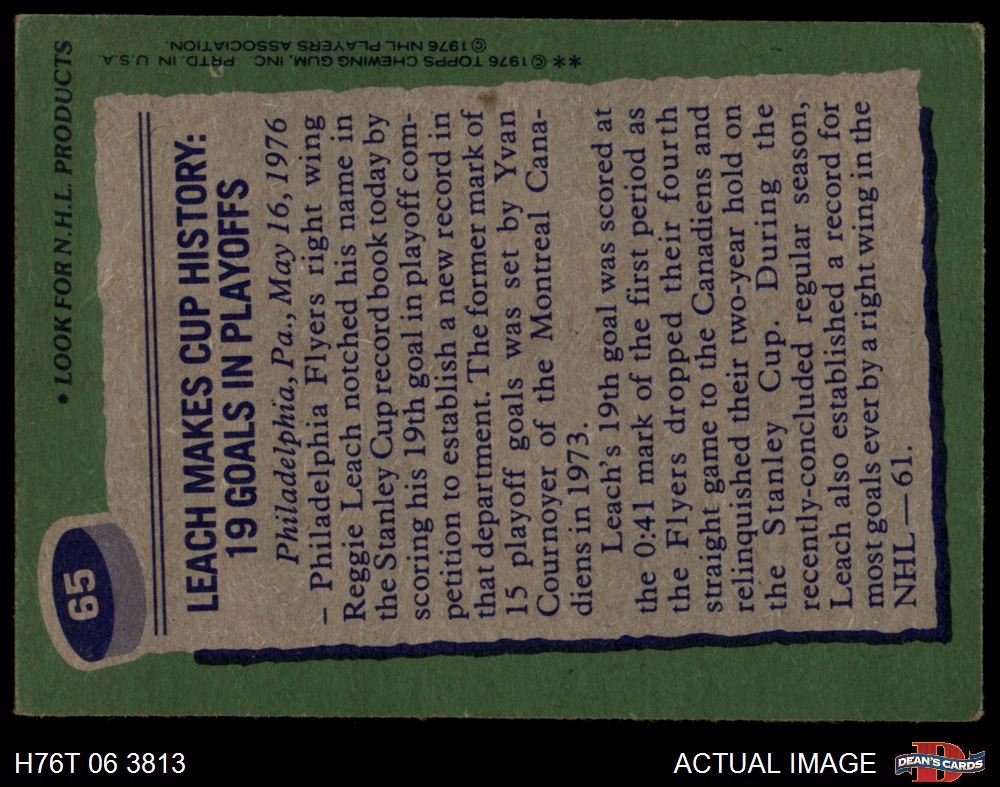 • LOOK FOR N.H.L. PRODUCTS
65
LEACH MAKES CUP HISTORY:
19 GOALS IN PLAYOFFS
Philadelphia, Pa., May 16, 1976
– Philadelphia Flyers right wing
Reggie Leach notched his name in
the Stanley Cup record book today by
scoring his 19th goal in playoff com-
petition to establish a new record in
that department. The former mark of
15 playoff goals was set by Yvan
Cournoyer of the Montreal Cana-
diens in 1973.
Leach's 19th goal was scored at
the 0:41 mark of the first period as
the Flyers dropped their fourth
straight game to the Canadiens and
relinquished their two-year hold on
the Stanley Cup. During the
recently-concluded regular season,
Leach also established a record for
most goals ever by a right wing in the
NHL—61.
**© 1976 TOPPS CHEWING GUM, INC. PRTD. IN U.S.A.
© 1976 NHL PLAYERS ASSOCIATION
H76T 06 3813
ACTUAL IMAGE
D
DEAN'S CARDS